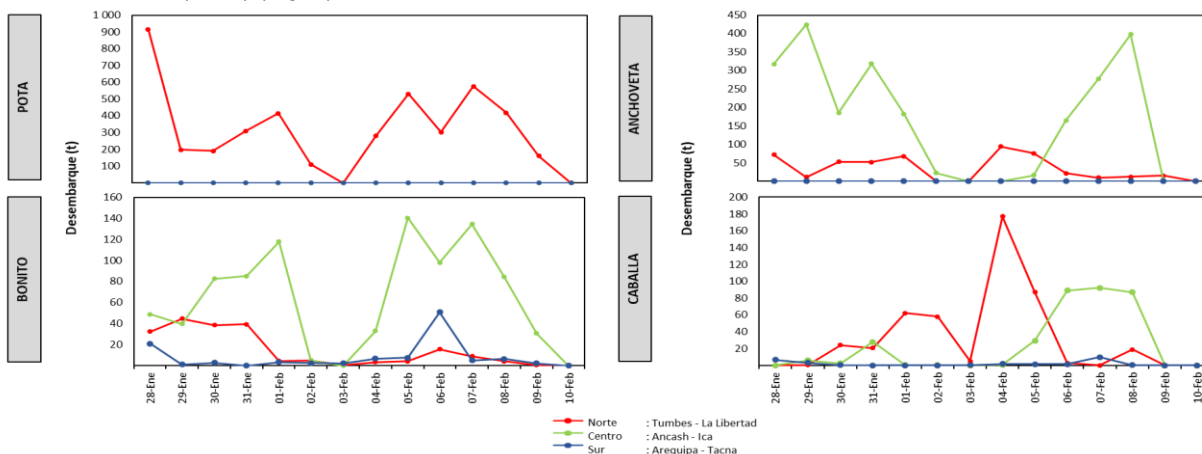 POTA
Desembarque (t)
1 000
900
800
700
600
500
400
300
200
100
ANCHOVETA
Desembarque (t)
450
400
350
300
250
200
150
100
50
BONITO
160
140
120
100
80
60
40
20
28-Ene
29-Ene
30-Ene
31-Ene
01-Feb
02-Feb
03-Feb
04-Feb
05-Feb
06-Feb
07-Feb
08-Feb
09-Feb
10-Feb
CABALLA
200
180
160
140
120
100
80
60
40
20
28-Ene
29-Ene
30-Ene
31-Ene
01-Feb
02-Feb
03-Feb
04-Feb
05-Feb
06-Feb
07-Feb
08-Feb
09-Feb
10-Feb
Norte : Tumbes - La Libertad
Centro : Ancash - Ica
Sur : Arequipa - Tacna